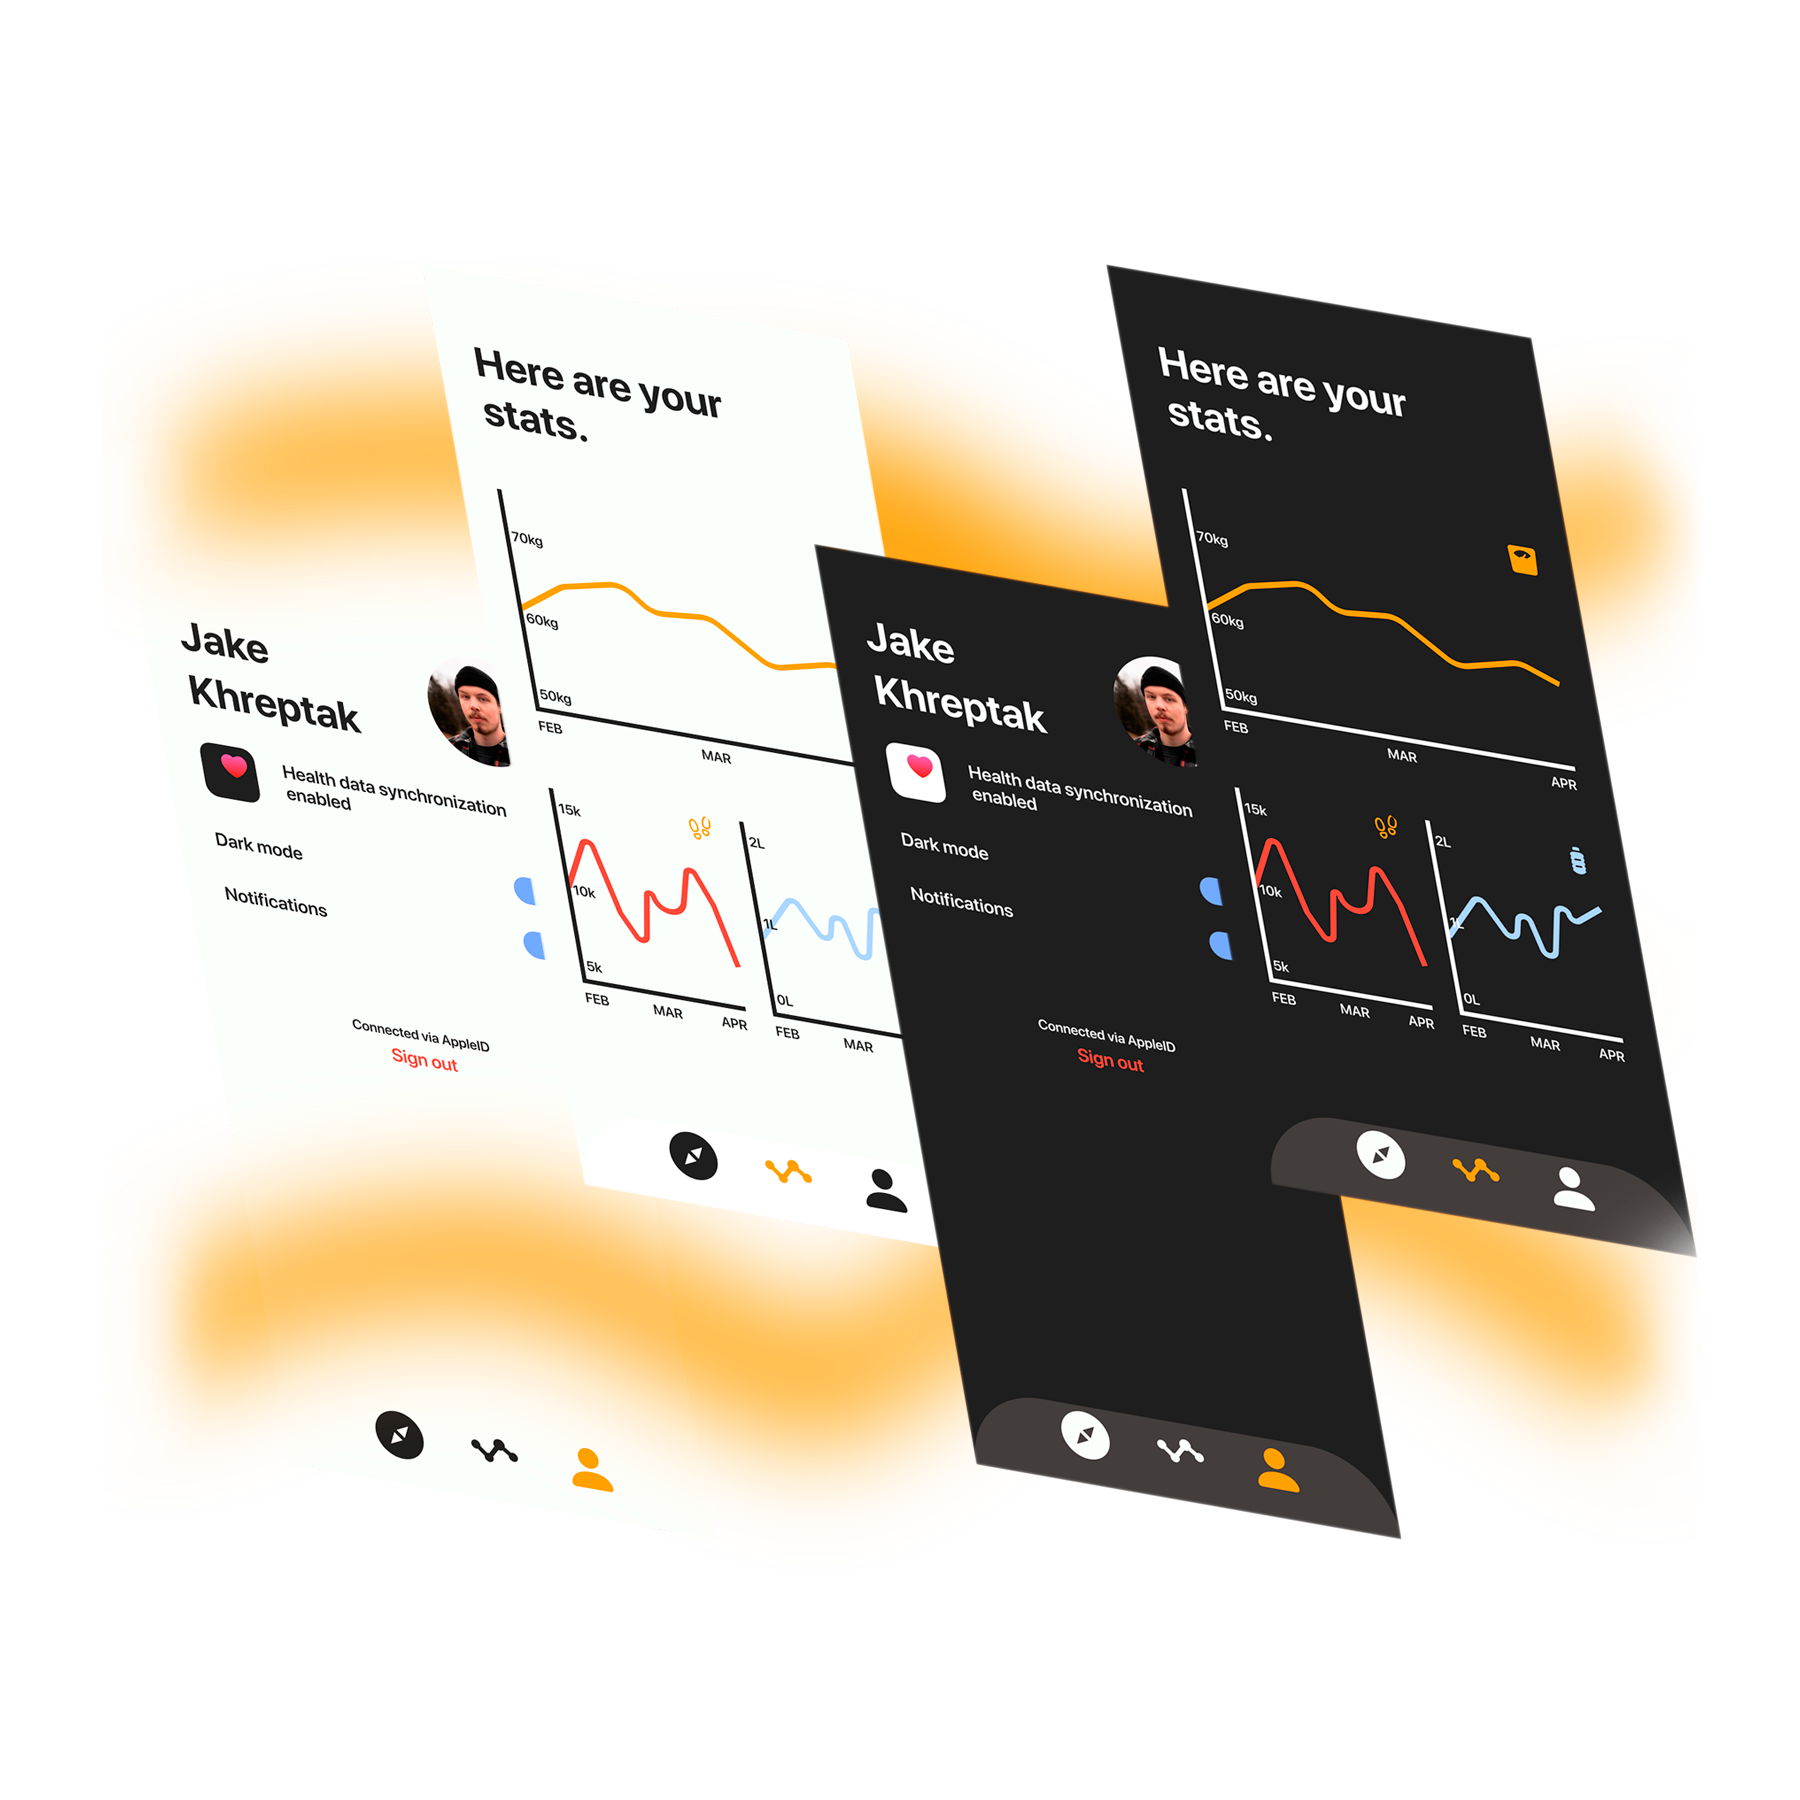 Here are your
stats.
70kg
60kg
50kg
FEB
MAR
15k
10k
5k
FEB
MAR
APR
2L
1L
0L
FEB
MAR
Jake
Khreptak
Health data synchronization
enabled
Dark mode
Notifications
Connected via AppleID
Sign out
Here are your
stats.
70kg
60kg
50kg
FEB
MAR
APR
15k
10k
5k
FEB
MAR
APR
2L
1L
0L
FEB
MAR
APR
Jake
Khreptak
Health data synchronization
enabled
Dark mode
Notifications
Connected via AppleID
Sign out